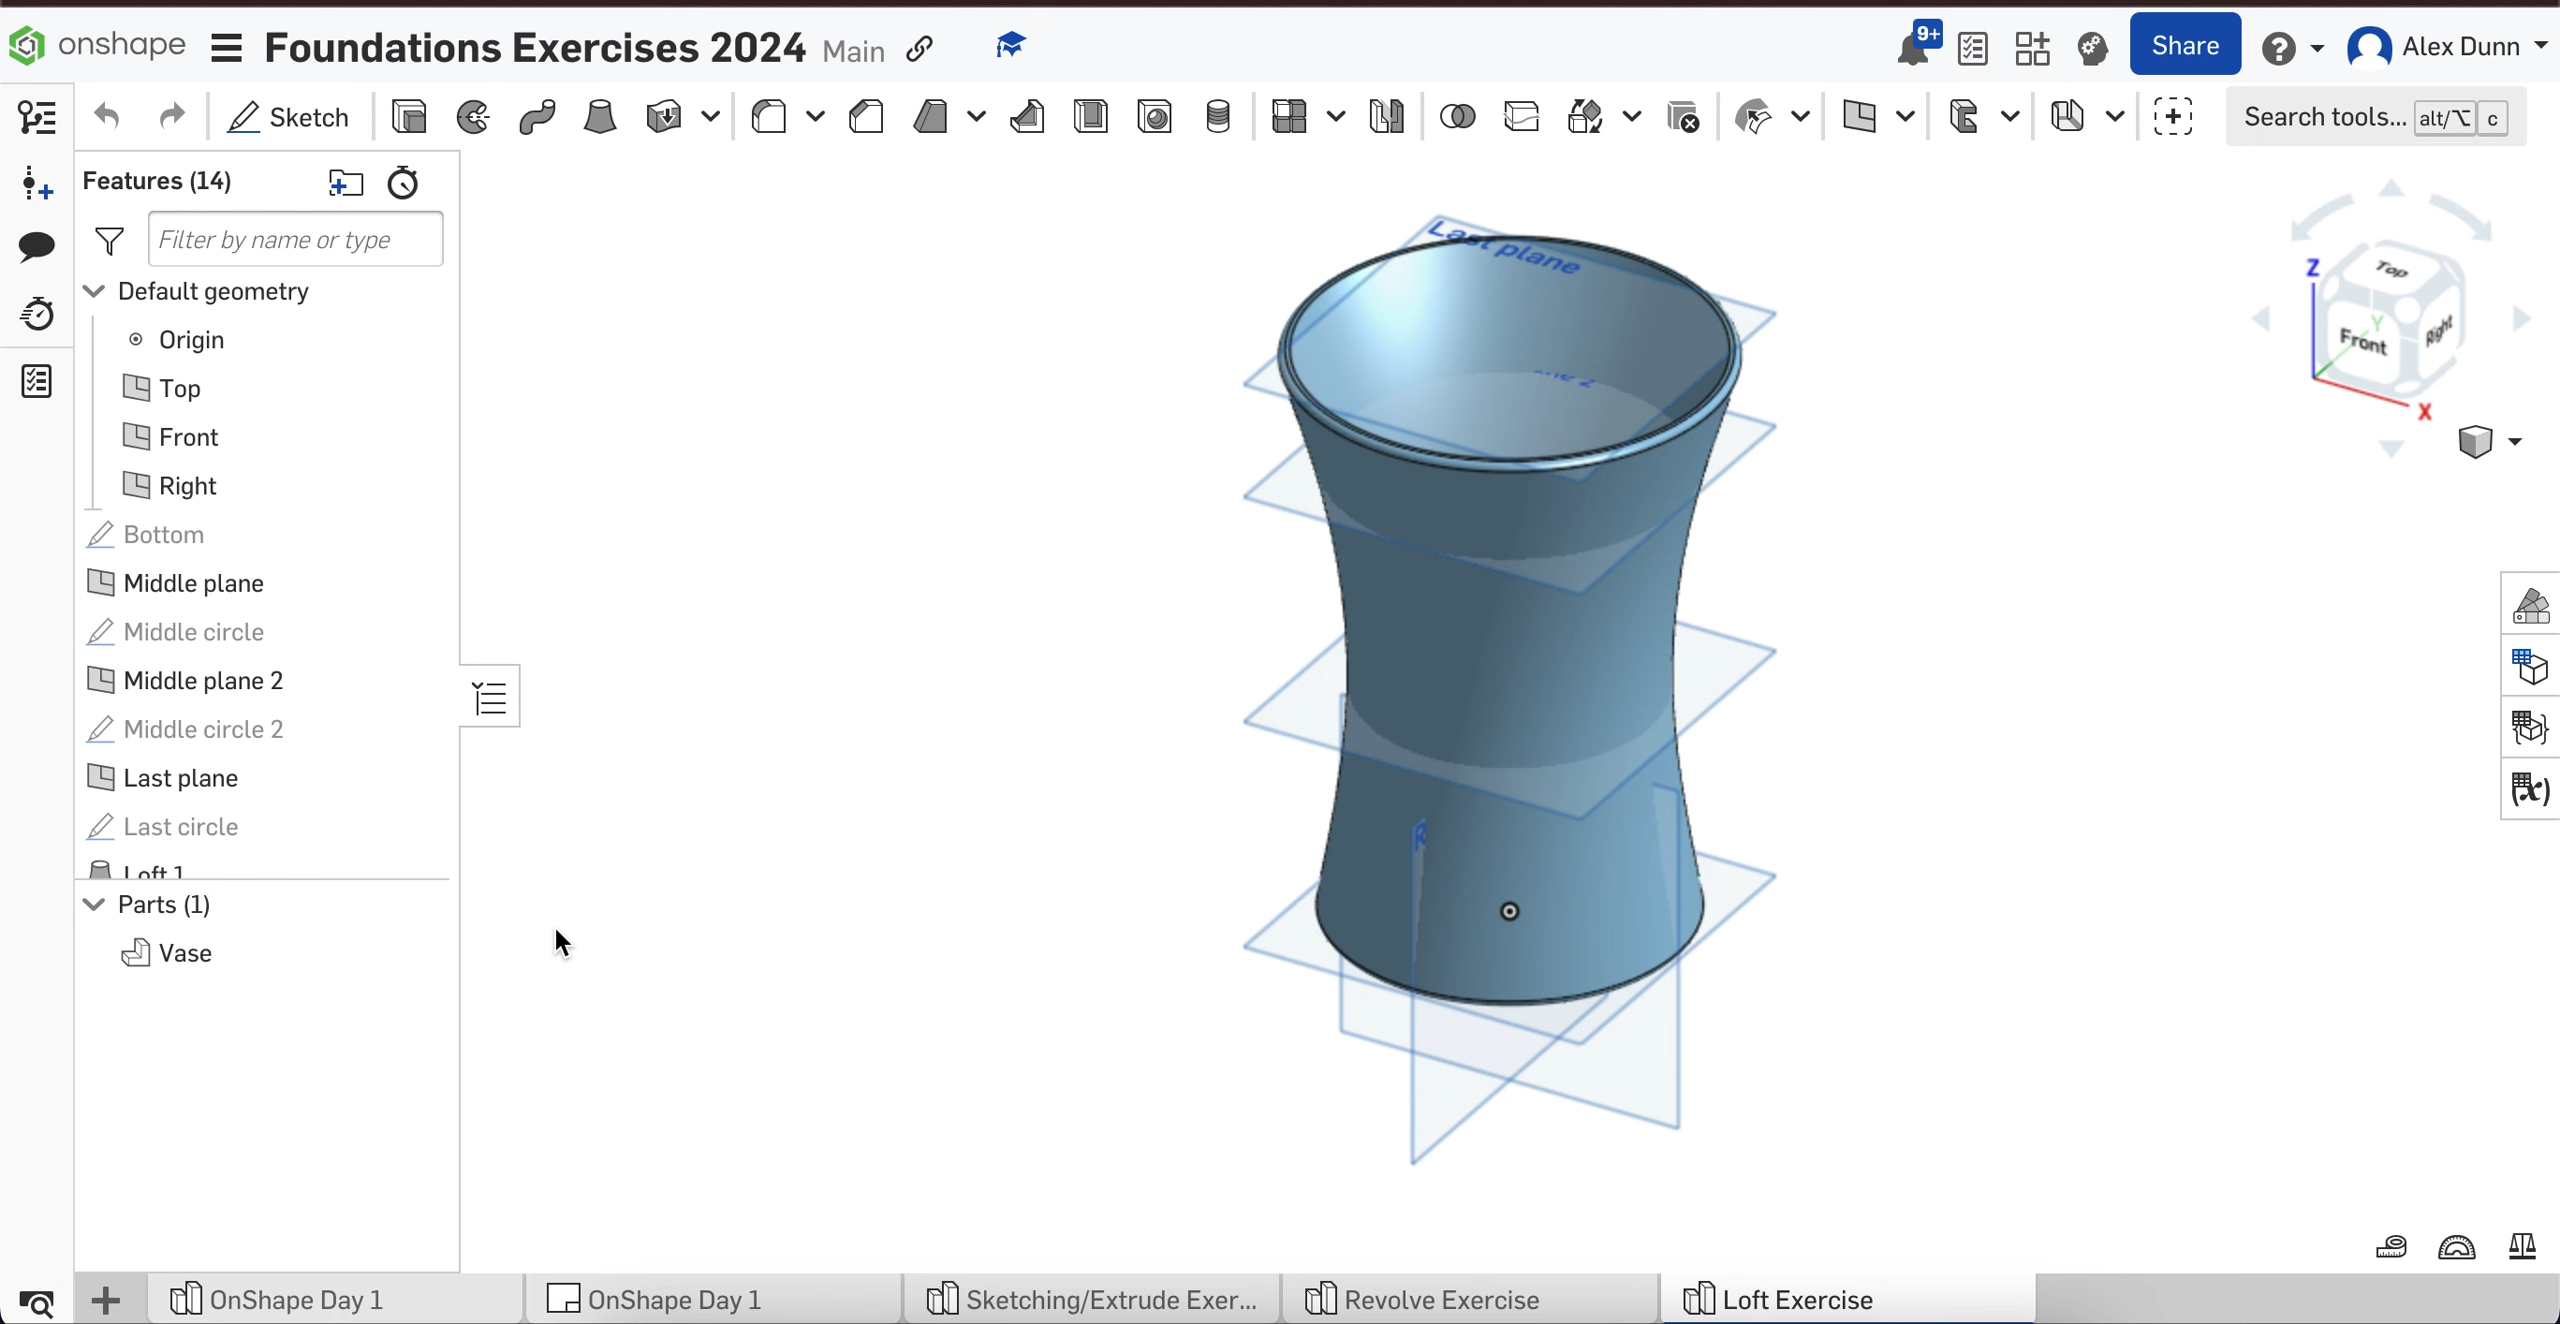 onshape Foundations Exercises 2024 Main
9+ Share Alex Dunn
Sketch
Search tools... alt/⌥ c
Features (14)
Filter by name or type
Default geometry
Origin
Top
Front
Right
Bottom
Middle plane
Middle circle
Middle plane 2
Middle circle 2
Last plane
Last circle
Loft 1
Parts (1)
Vase
Last plane
R
Z
Top
Y
Front
Right
X
(x)
OnShape Day 1
OnShape Day 1
Sketching/Extrude Exer...
Revolve Exercise
Loft Exercise